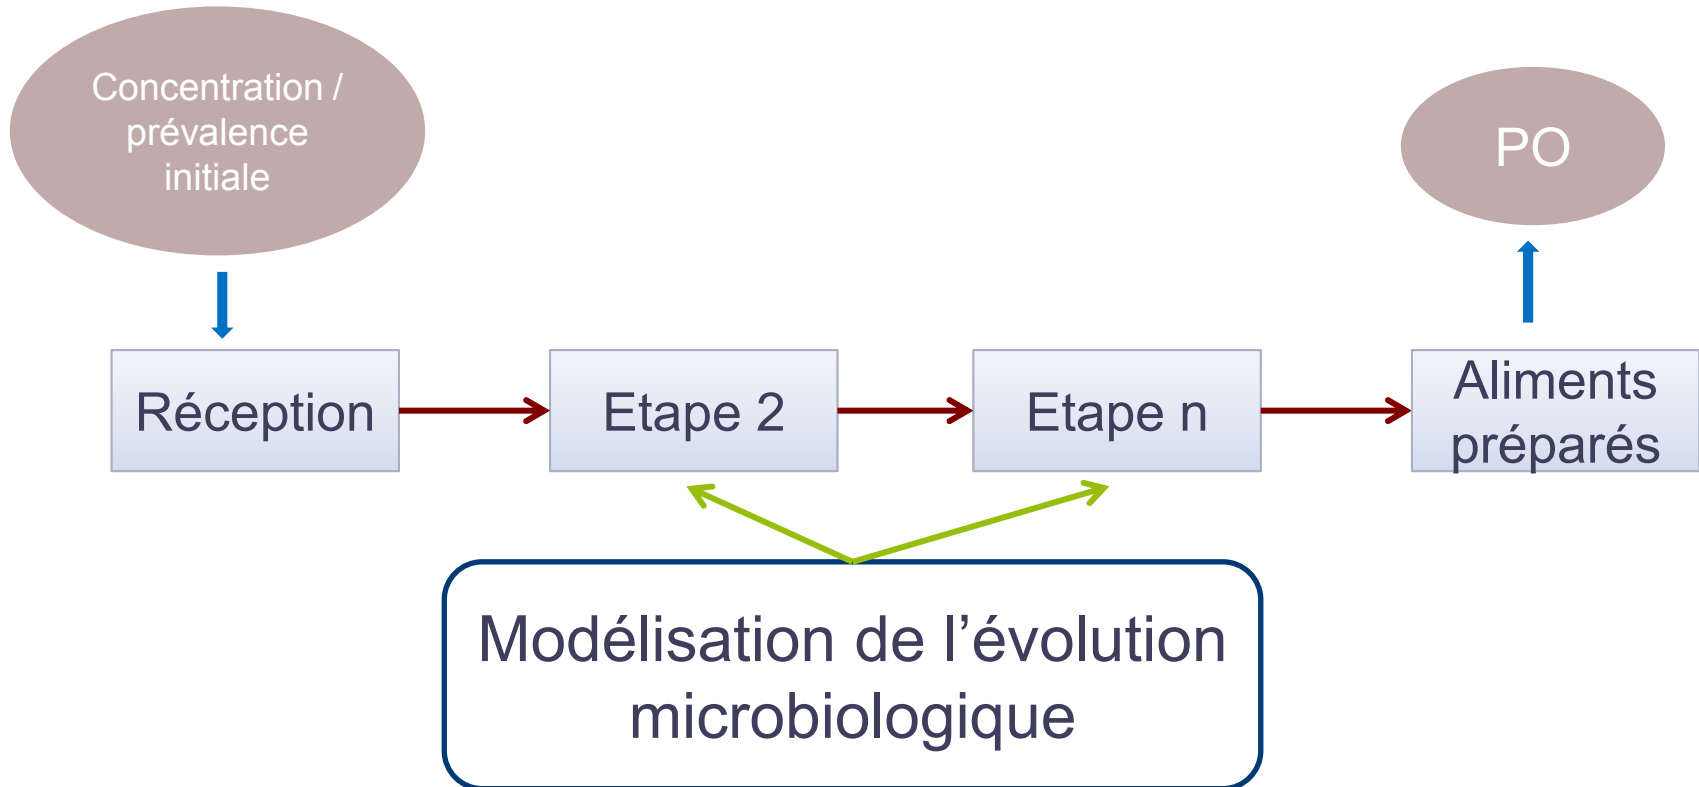 Concentration /
prévalence
initiale
PO
Réception
Etape 2
Etape n
Aliments
préparés
Modélisation de l’évolution
microbiologique